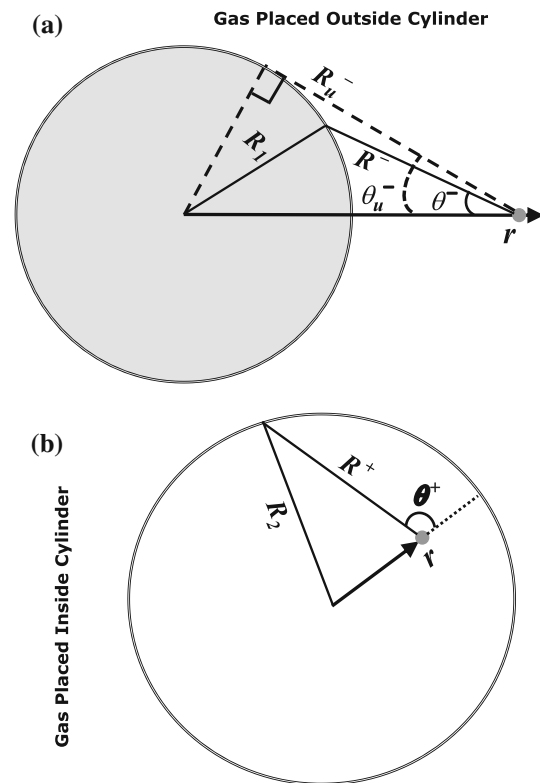 Gas Placed Outside Cylinder
(a)
R_u^-
R_1
R^-
θ_u^-
θ^-
r
(b)
R^+
θ^+
R_2
r
Gas Placed Inside Cylinder